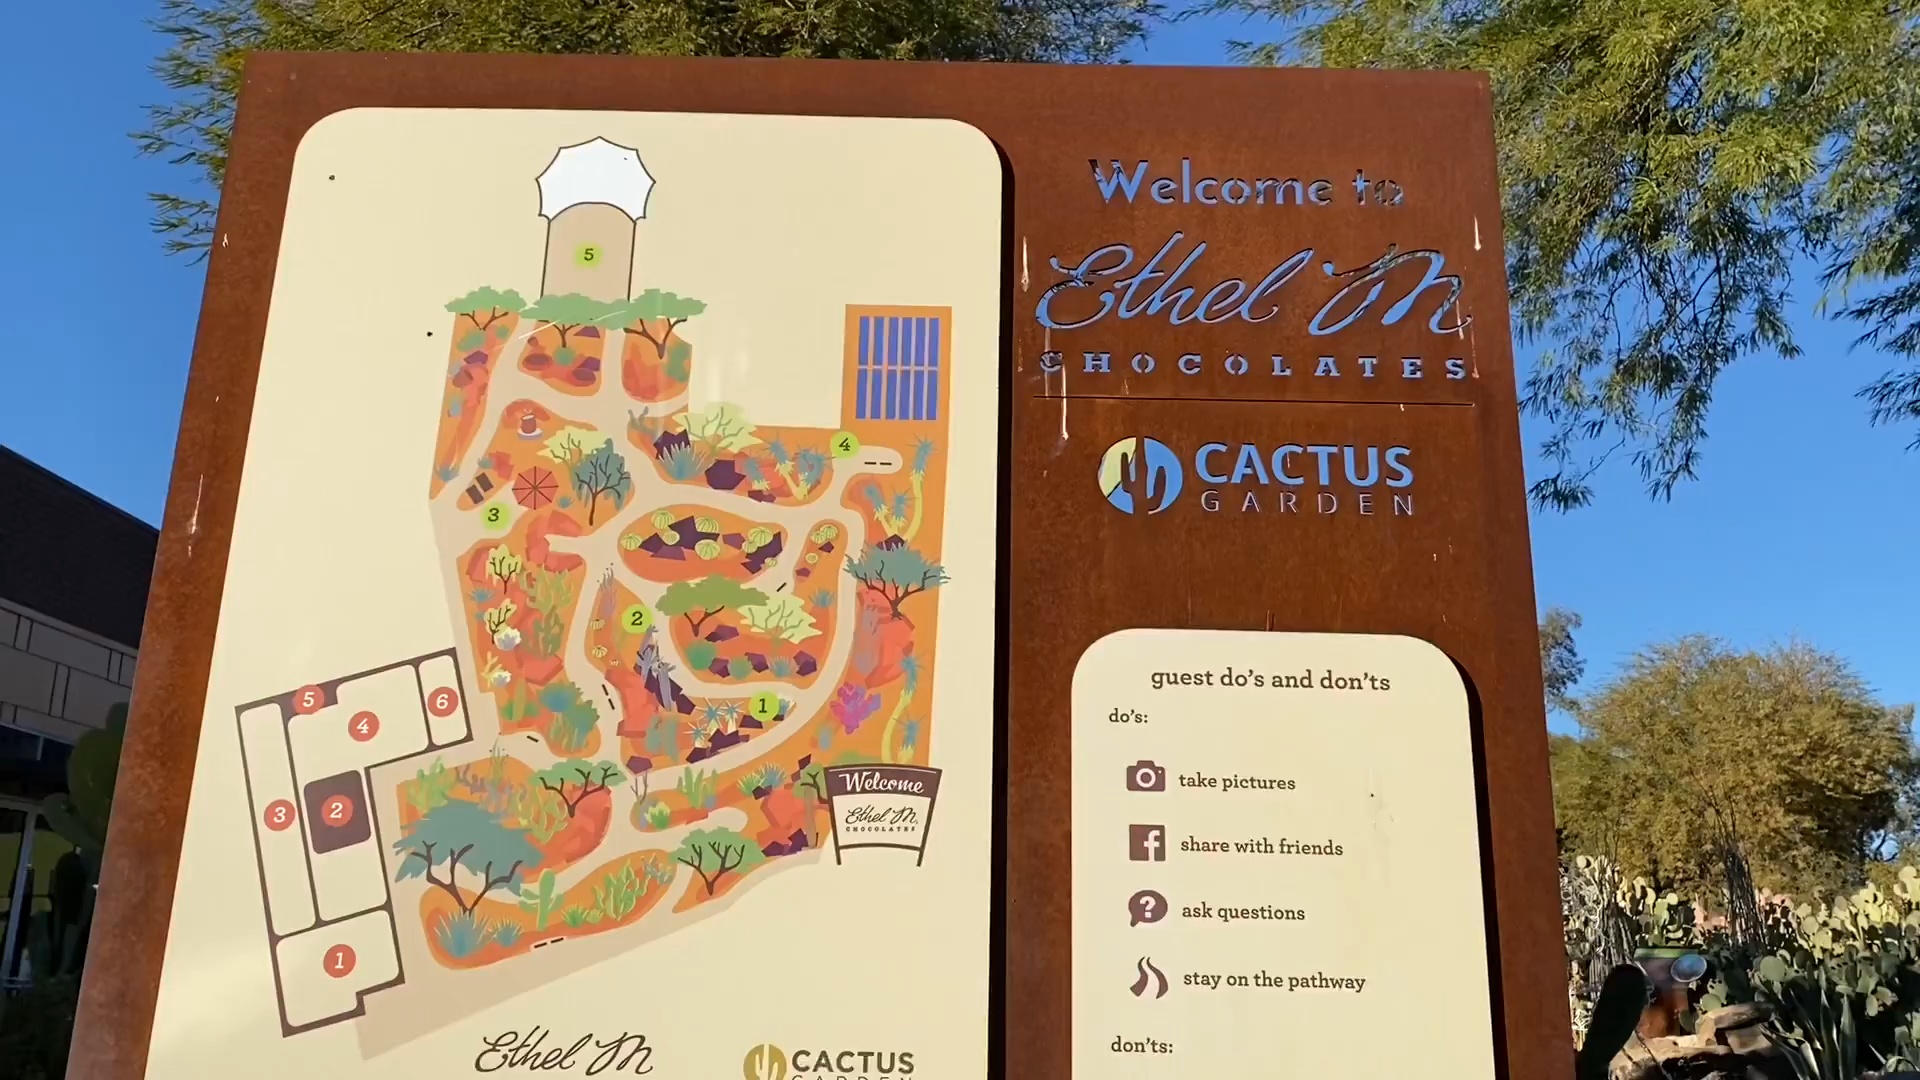 Welcome to
Ethel M
CHOCOLATES
CACTUS
GARDEN
5
4
3
2
1
5
4
6
3
2
1
Welcome
Ethel M
CHOCOLATES
Ethel M
CACTUS
GARDEN
guest do's and don'ts
do's:
take pictures
share with friends
ask questions
stay on the pathway
don'ts: